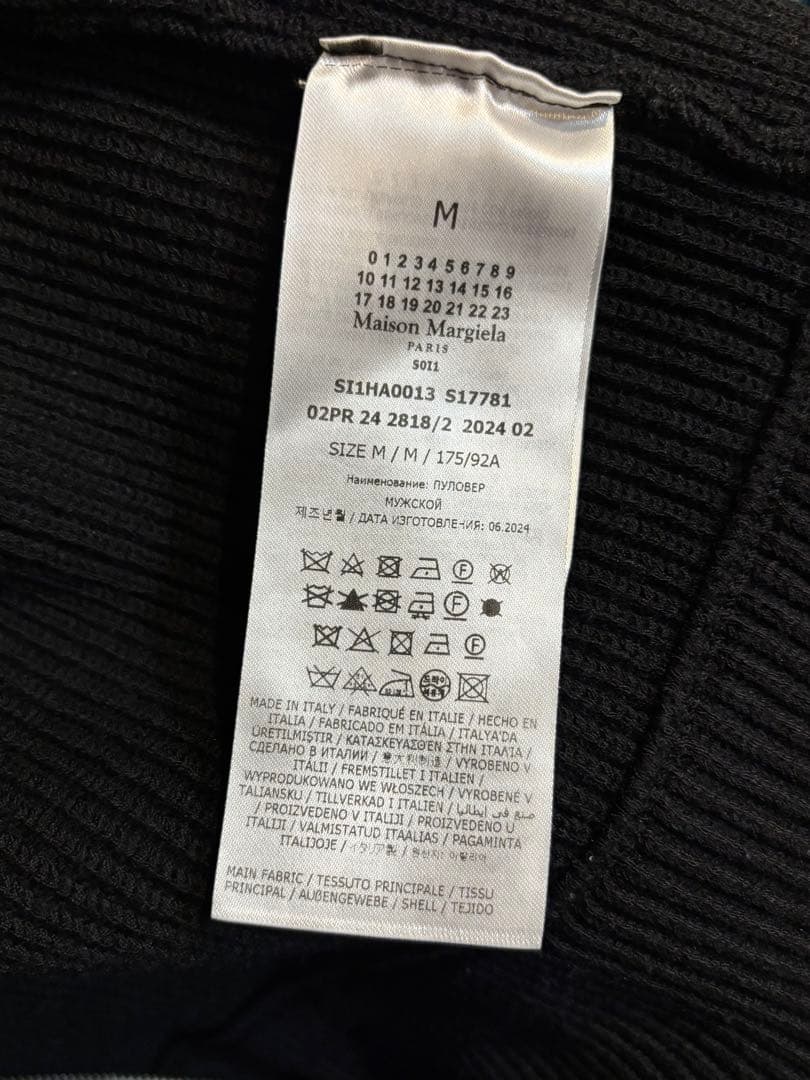 M
0 1 2 3 4 5 6 7 8 9
10 11 12 13 14 15 16
17 18 19 20 21 22 23
Maison Margiela
PARIS
S0I1
SI1HA0013 S17781
02PR 24 2818/2 2024 02
SIZE M / M / 175/92A
Наименование: ПУЛОВЕР
МУЖСКОЙ
제조년월 / ДАТА ИЗГОТОВЛЕНИЯ: 06.2024
F W
F
F
드라이
MADE IN ITALY / FABRIQUÉ EN ITALIE / HECHO EN
ITALIA / FABRICADO EM ITÁLIA / ITALYA'DA
ÜRETILMIŞTIR / ΚΑΤΑΣΚΕΥΑΣΘΕΝ ΣΤΗΝ ΙΤΑΛΙΑ /
СДЕЛАНО В ИТАЛИИ / 意大利制造 / VYROBENO V
ITÁLII / FREMSTILLET I ITALIEN /
WYPRODUKOWANO WE WŁOSZECH / VYROBENÉ V
TALIANSKU / TILLVERKAD I ITALIEN / صنع في إيطاليا
/ PROIZVEDENO V ITALIJI / PROIZVEDENO U
ITALIJI / VALMISTATUD ITAALIAS / PAGAMINTA
ITALIJOJE / イタリア製 / 원산지: 이탈리아
MAIN FABRIC / TESSUTO PRINCIPALE / TISSU
PRINCIPAL / AUßENGEWEBE / SHELL / TEJIDO